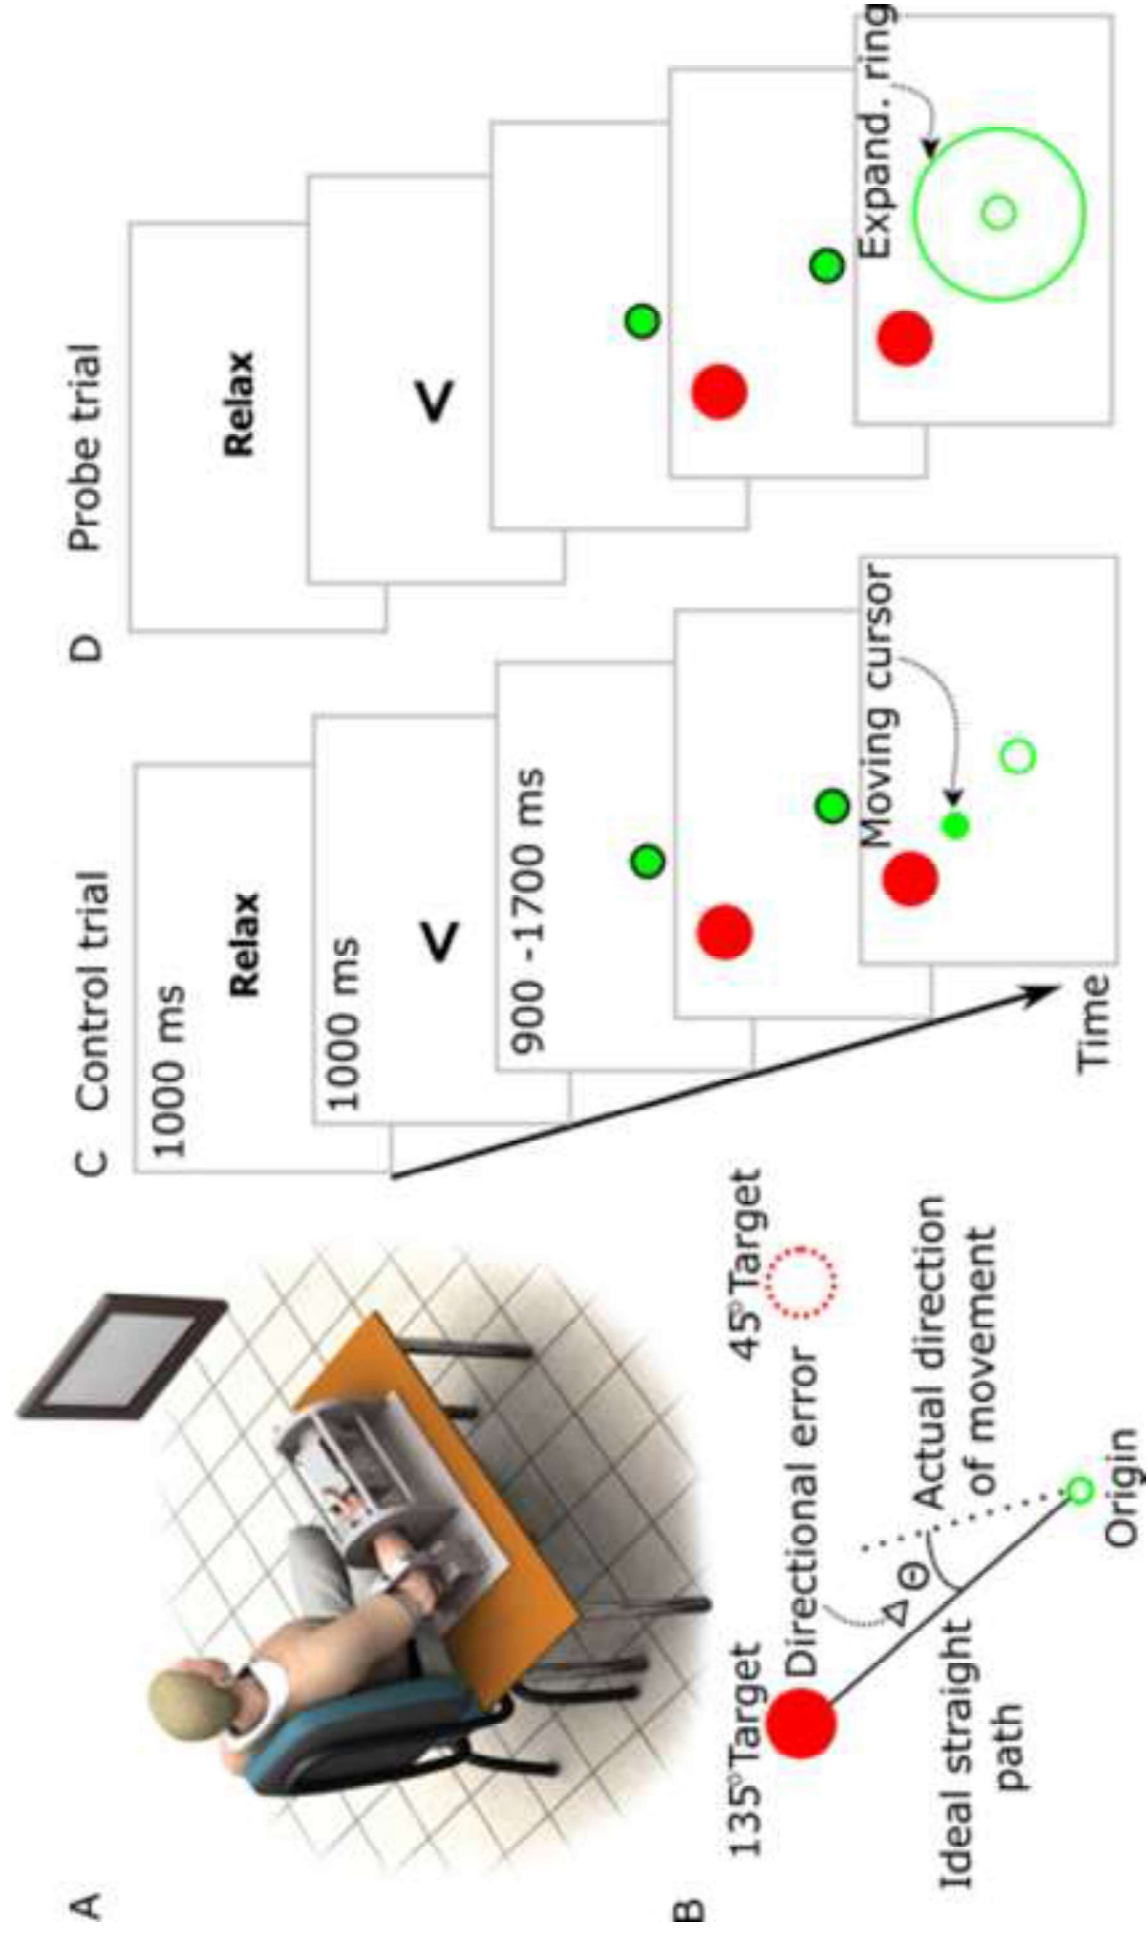 A
B
135° Target
45° Target
Directional error
Δ Θ
Ideal straight
path
Actual direction
of movement
Origin
C Control trial
1000 ms
Relax
1000 ms
<
900 -1700 ms
Moving cursor
Time
D Probe trial
Relax
<
Expand. ring